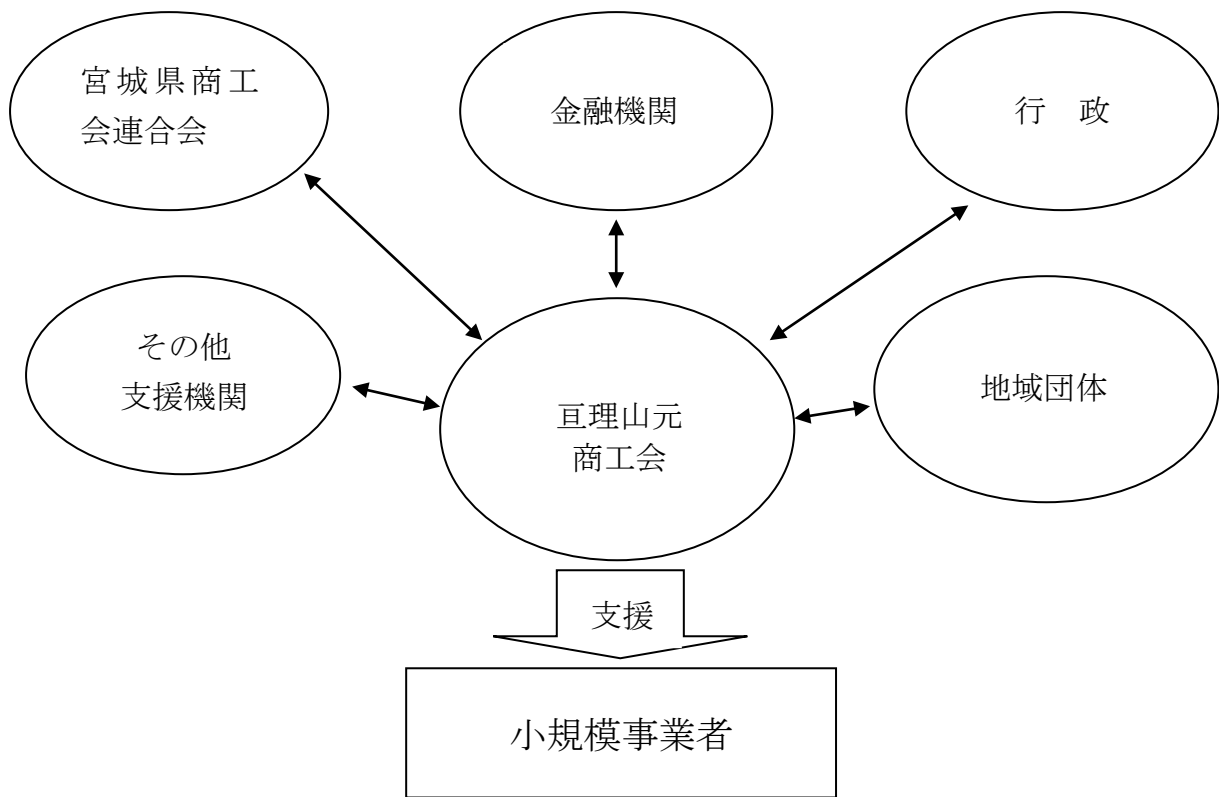 宮城県商工
会連合会
金融機関
行　政
その他
支援機関
亘理山元
商工会
地域団体
支援
小規模事業者